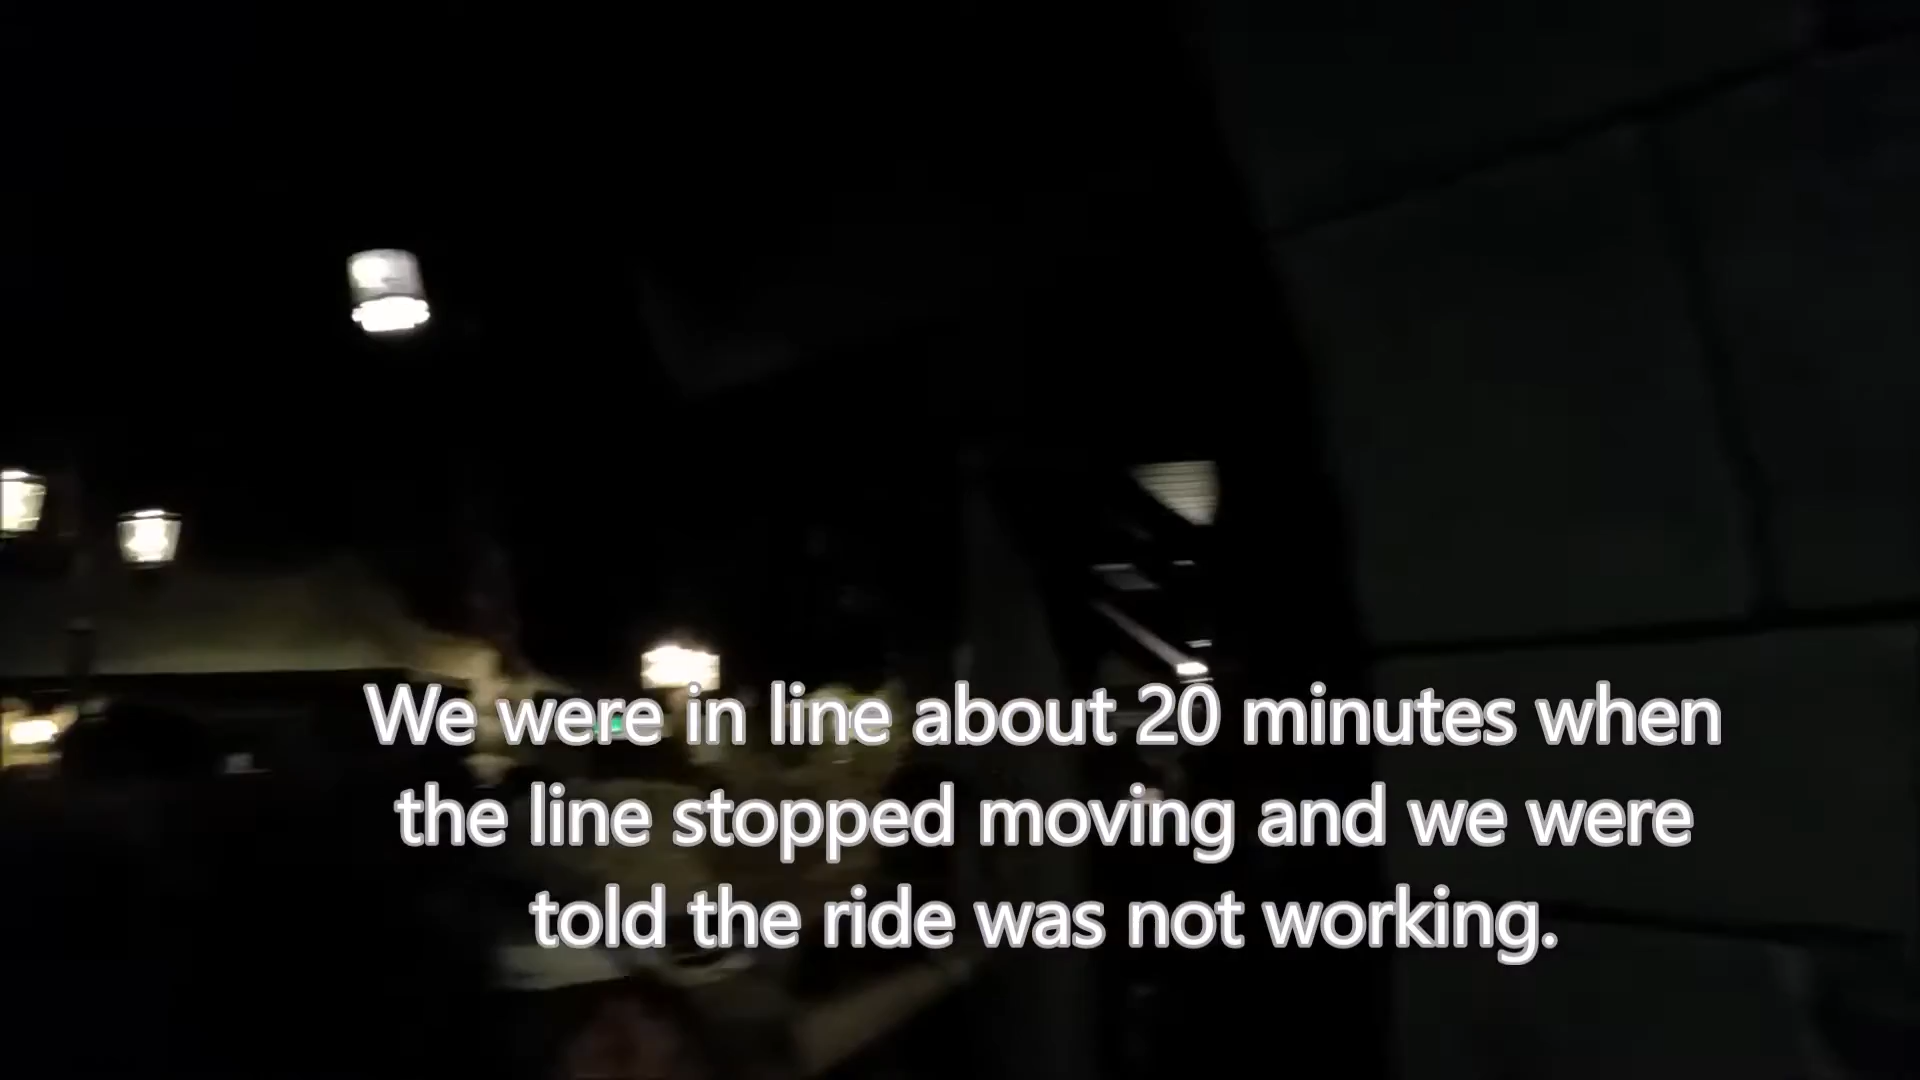 We were in line about 20 minutes when
the line stopped moving and we were
told the ride was not working.